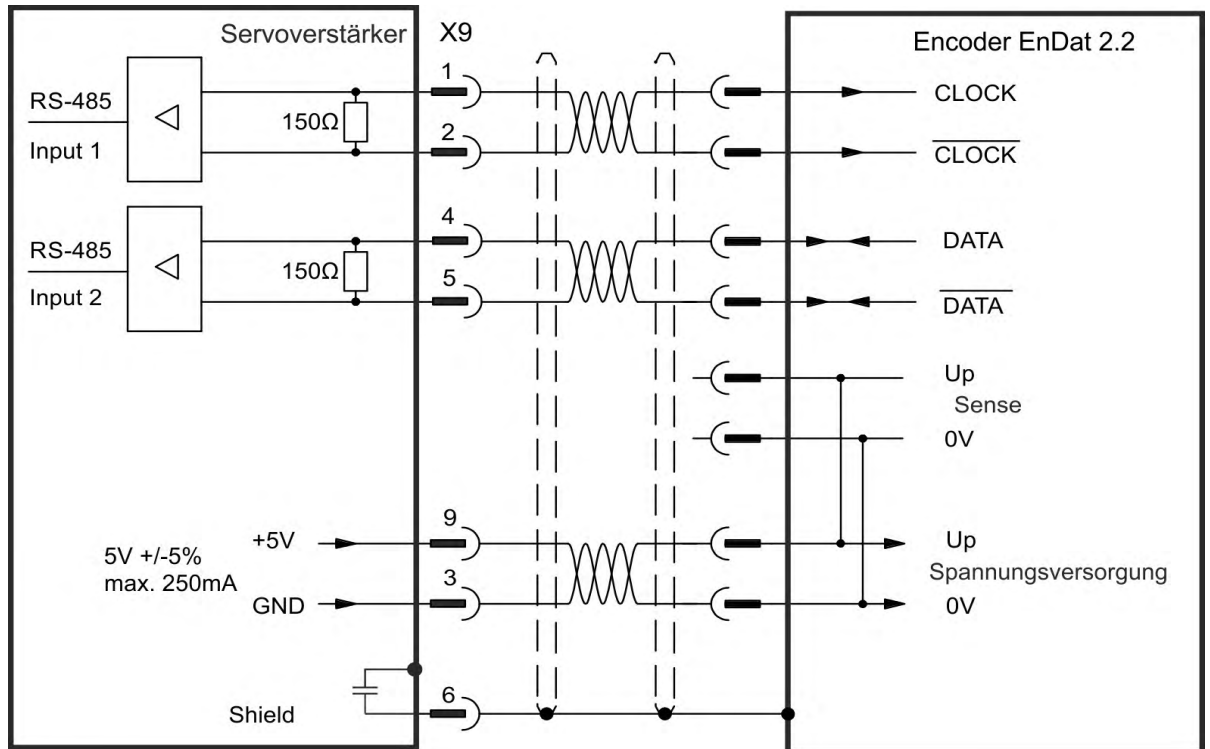 Servoverstärker X9 Encoder EnDat 2.2
1
RS-485 CLOCK
150Ω
2
Input 1 CLOCK
4
RS-485 DATA
150Ω
5
Input 2 DATA
Up
Sense
0V
9
+5V Up
5V +/-5%
Spannungsversorgung
max. 250mA
3
GND 0V
6
Shield